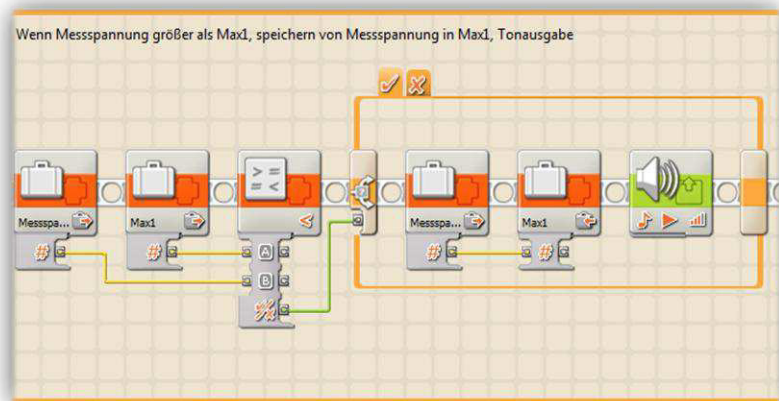 Wenn Messspannung größer als Max1, speichern von Messspannung in Max1, Tonausgabe
Messspa...
Max1
<
Messspa...
Max1
# # A # #
B